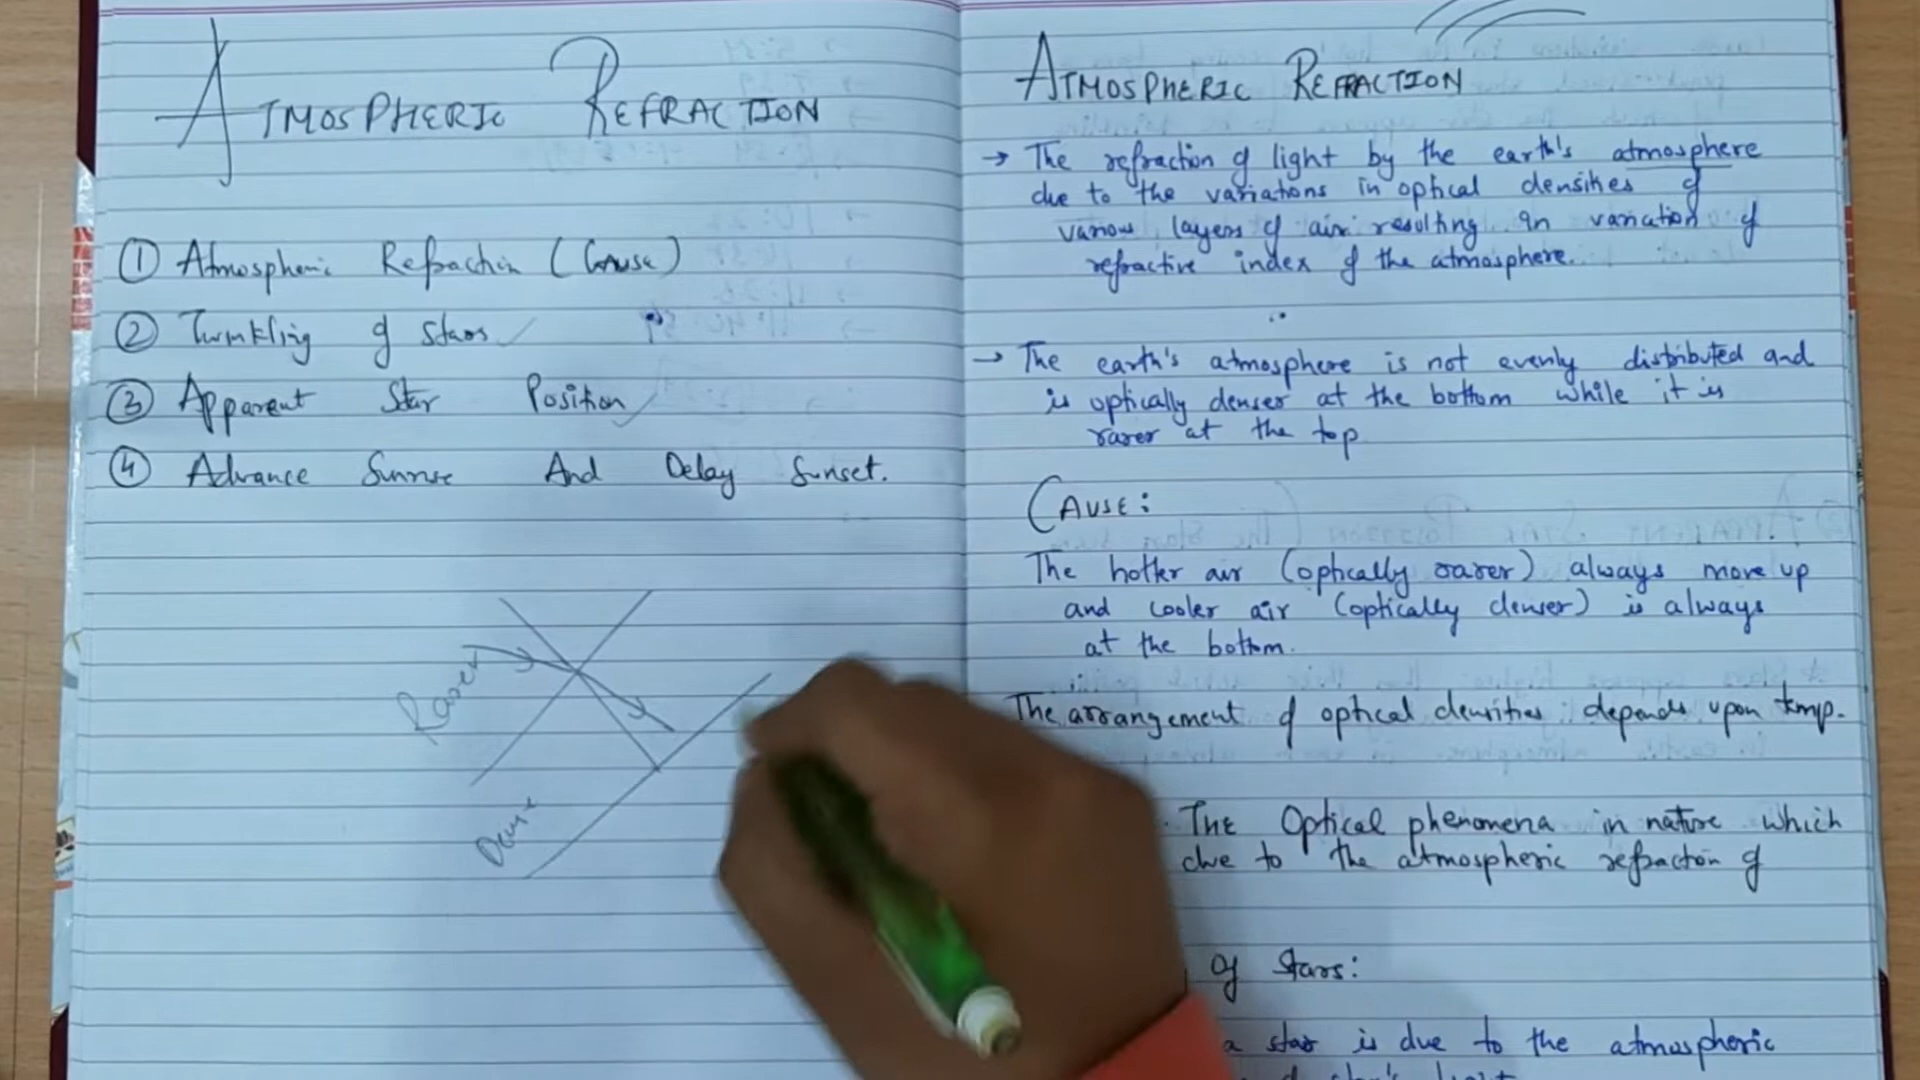 ATMOSPHERIC REFRACTION
① Atmospheric Refraction (Cause)
② Twinkling of stars
③ Apparent Star Position
④ Advance Sunrise And Delay Sunset.
Rarer
Denser
ATMOSPHERIC REFRACTION
→ The refraction of light by the earth's atmosphere
due to the variations in optical densities of
various layers of air resulting in variation of
refractive index of the atmosphere.
→ The earth's atmosphere is not evenly distributed and
is optically denser at the bottom while it is
rarer at the top
CAUSE:
The hotter air (optically rarer) always move up
and cooler air (optically denser) is always
at the bottom.
The arrangement of optical densities depends upon temp.
THE Optical phenomena in nature which
due to the atmospheric refraction of
of Stars:
a star is due to the atmospheric